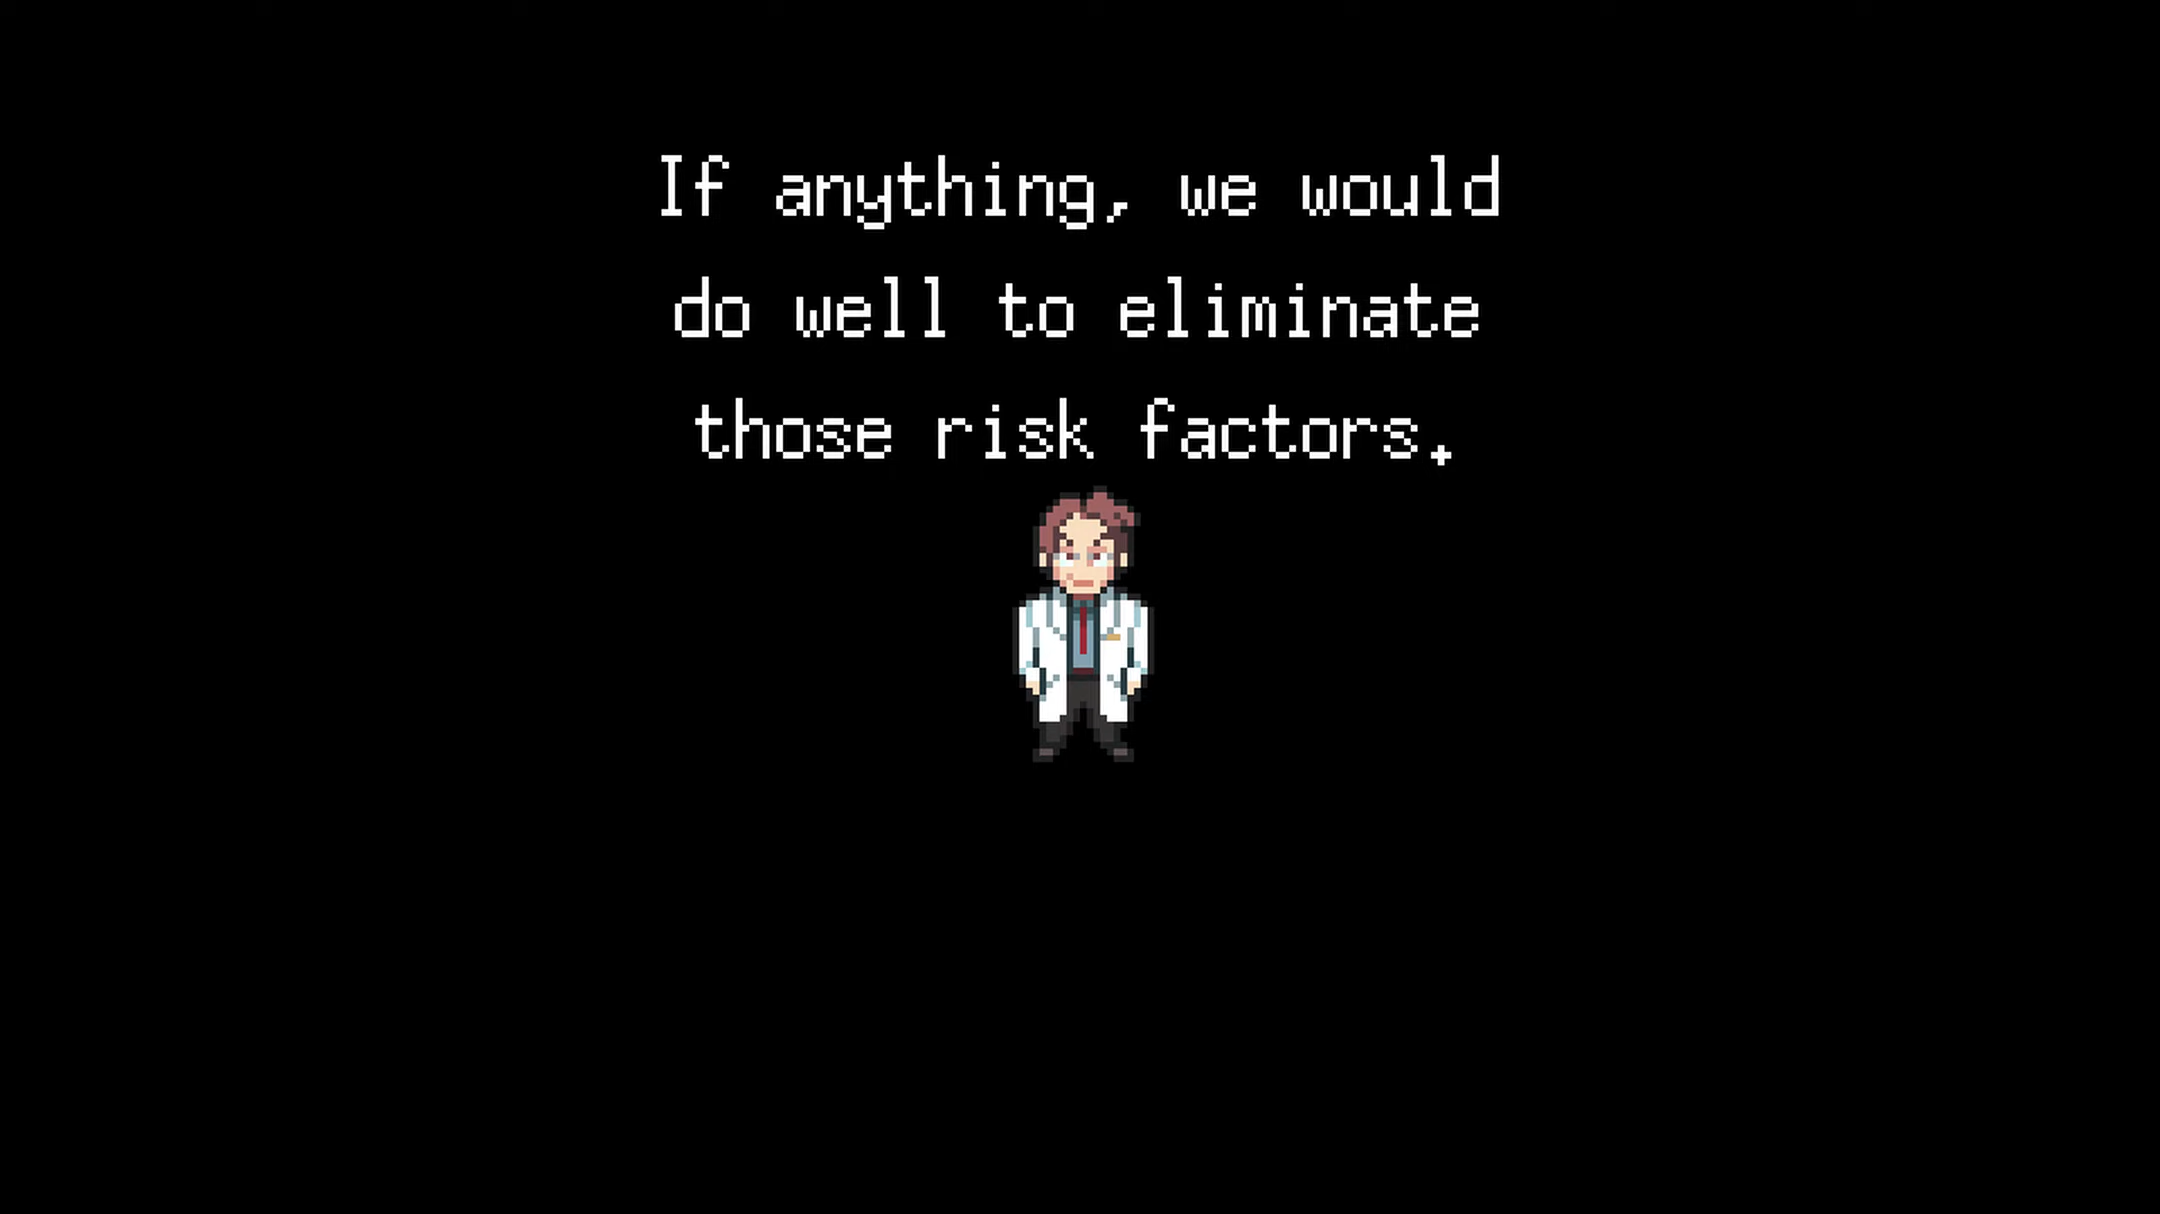 If anything, we would
do well to eliminate
those risk factors.